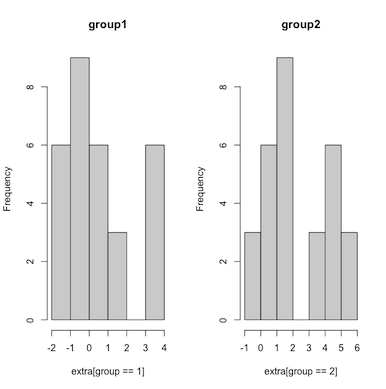 group1
Frequency
0 2 4 6 8
-2 -1 0 1 2 3 4
extra[group == 1]
group2
Frequency
0 2 4 6 8
-1 0 1 2 3 4 5 6
extra[group == 2]